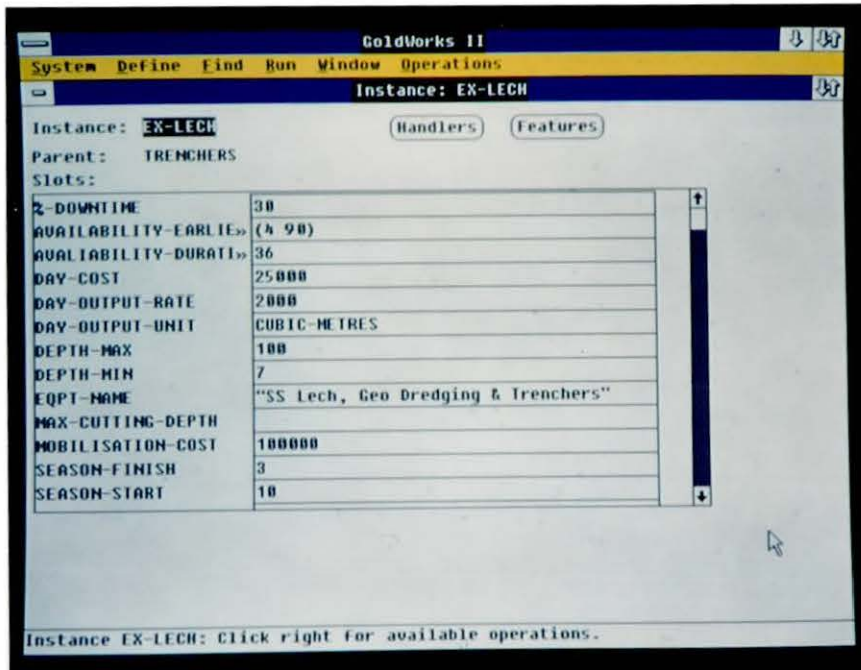 GoldWorks II
System Define Find Run Window Operations
Instance: EX-LECH
Instance: EX-LECH Handlers Features
Parent: TRENCHERS
Slots:
%-DOWNTIME 30
AVAILABILITY-EARLIE» (4 90)
AVALIABILITY-DURATI» 36
DAY-COST 25000
DAY-OUTPUT-RATE 2000
DAY-OUTPUT-UNIT CUBIC-METRES
DEPTH-MAX 100
DEPTH-MIN 7
EQPT-NAME "SS Lech, Geo Dredging & Trenchers"
MAX-CUTTING-DEPTH
MOBILISATION-COST 100000
SEASON-FINISH 3
SEASON-START 10
Instance EX-LECH: Click right for available operations.